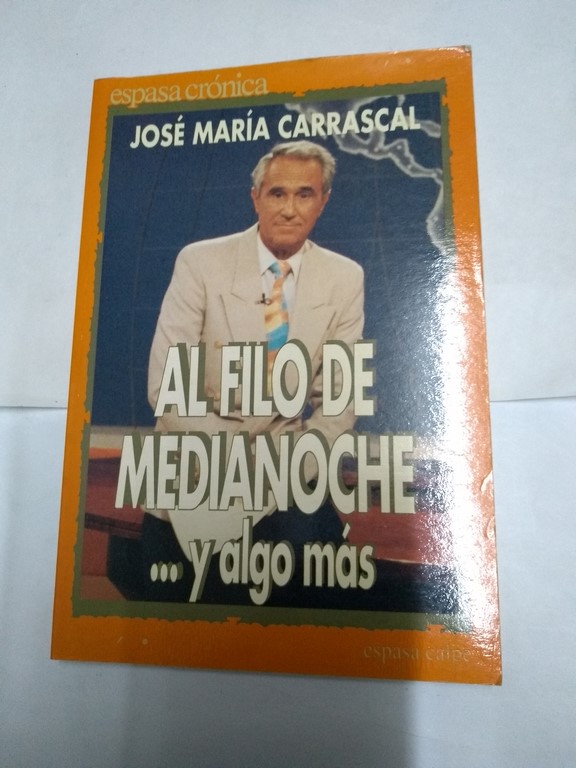 espasa crónica
JOSÉ MARÍA CARRASCAL
AL FILO DE
MEDIANOCHE
... y algo más
espasa calpe